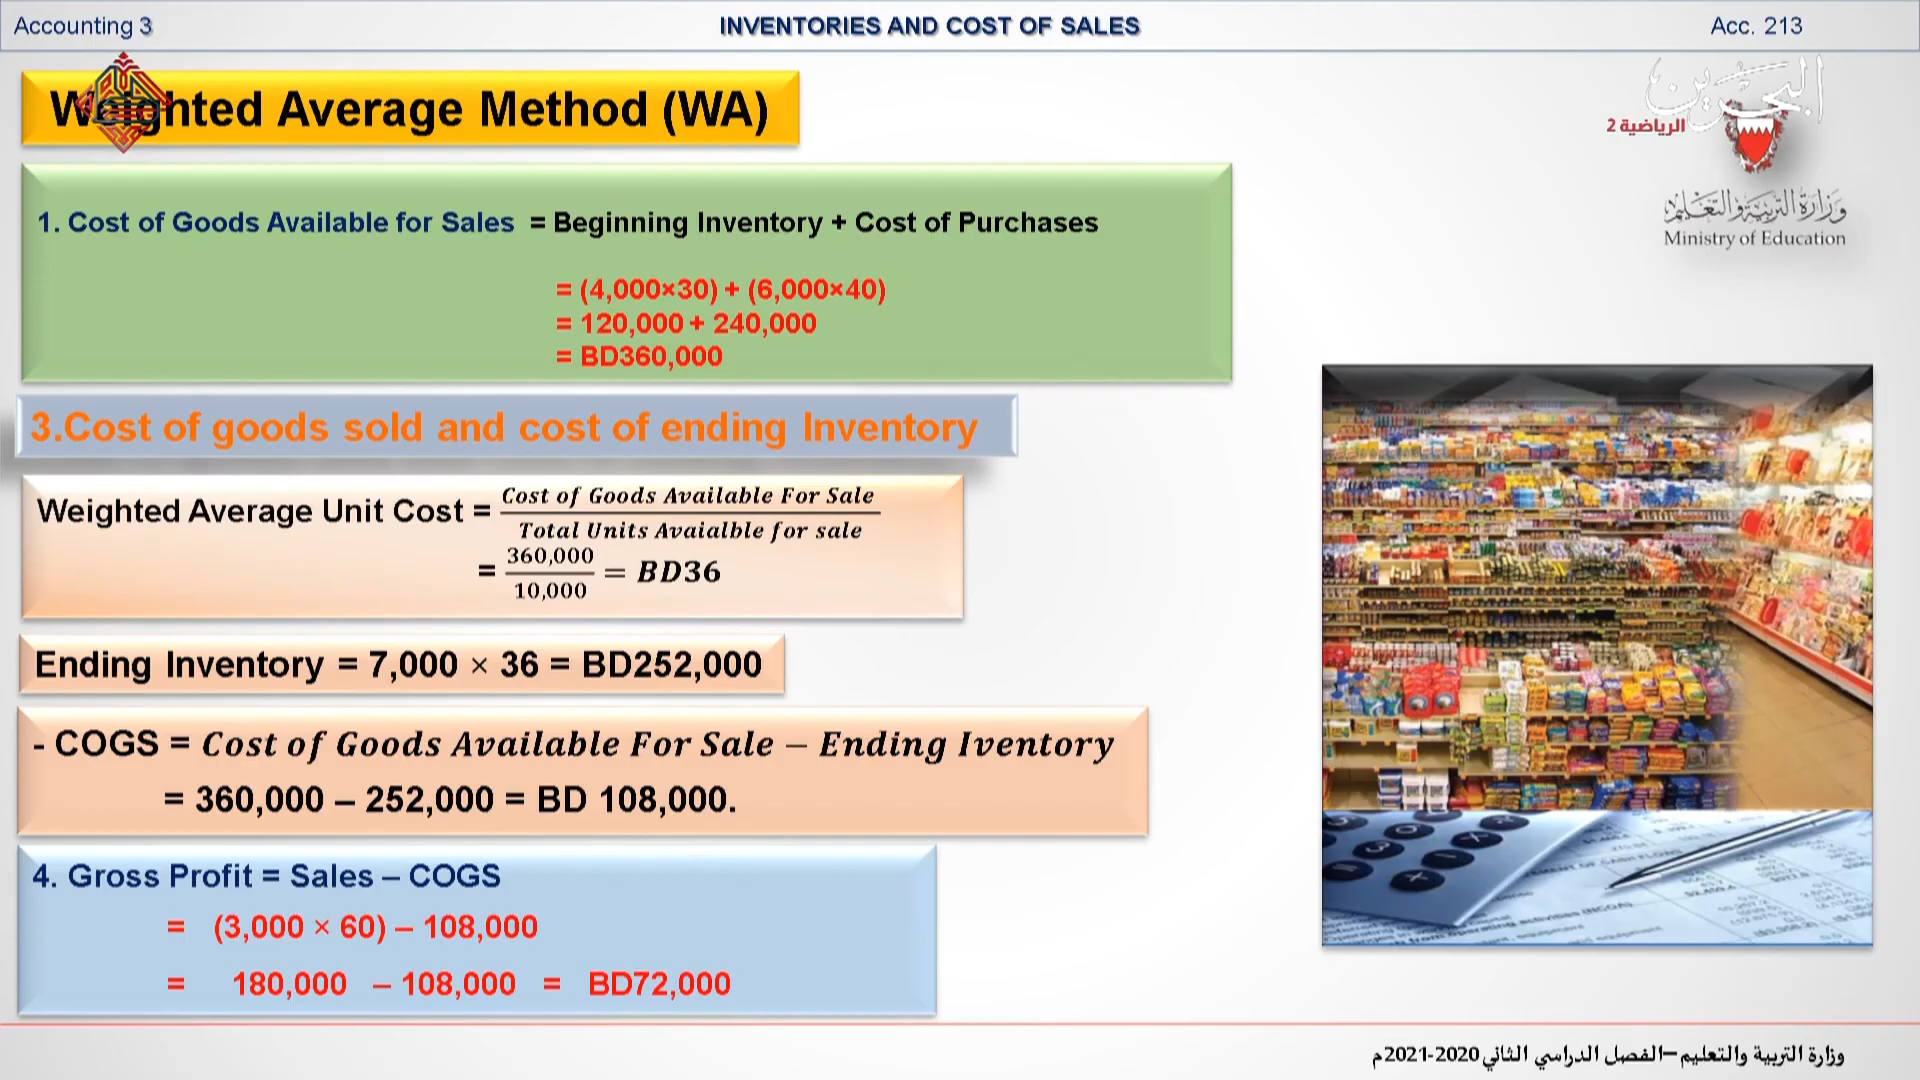 Accounting 3
INVENTORIES AND COST OF SALES
Acc. 213
Weighted Average Method (WA)
البحرين
الرياضية 2
وزارة التربية والتعليم
Ministry of Education
1. Cost of Goods Available for Sales = Beginning Inventory + Cost of Purchases
= (4,000×30) + (6,000×40)
= 120,000 + 240,000
= BD360,000
3.Cost of goods sold and cost of ending Inventory
Weighted Average Unit Cost = Cost of Goods Available For Sale
Total Units Avaialble for sale
= 360,000
10,000
= BD36
Ending Inventory = 7,000 × 36 = BD252,000
- COGS = Cost of Goods Available For Sale – Ending Iventory
= 360,000 – 252,000 = BD 108,000.
4. Gross Profit = Sales – COGS
= (3,000 × 60) – 108,000
= 180,000 – 108,000 = BD72,000
وزارة التربية والتعليم –الفصل الدراسي الثاني 2020-2021م